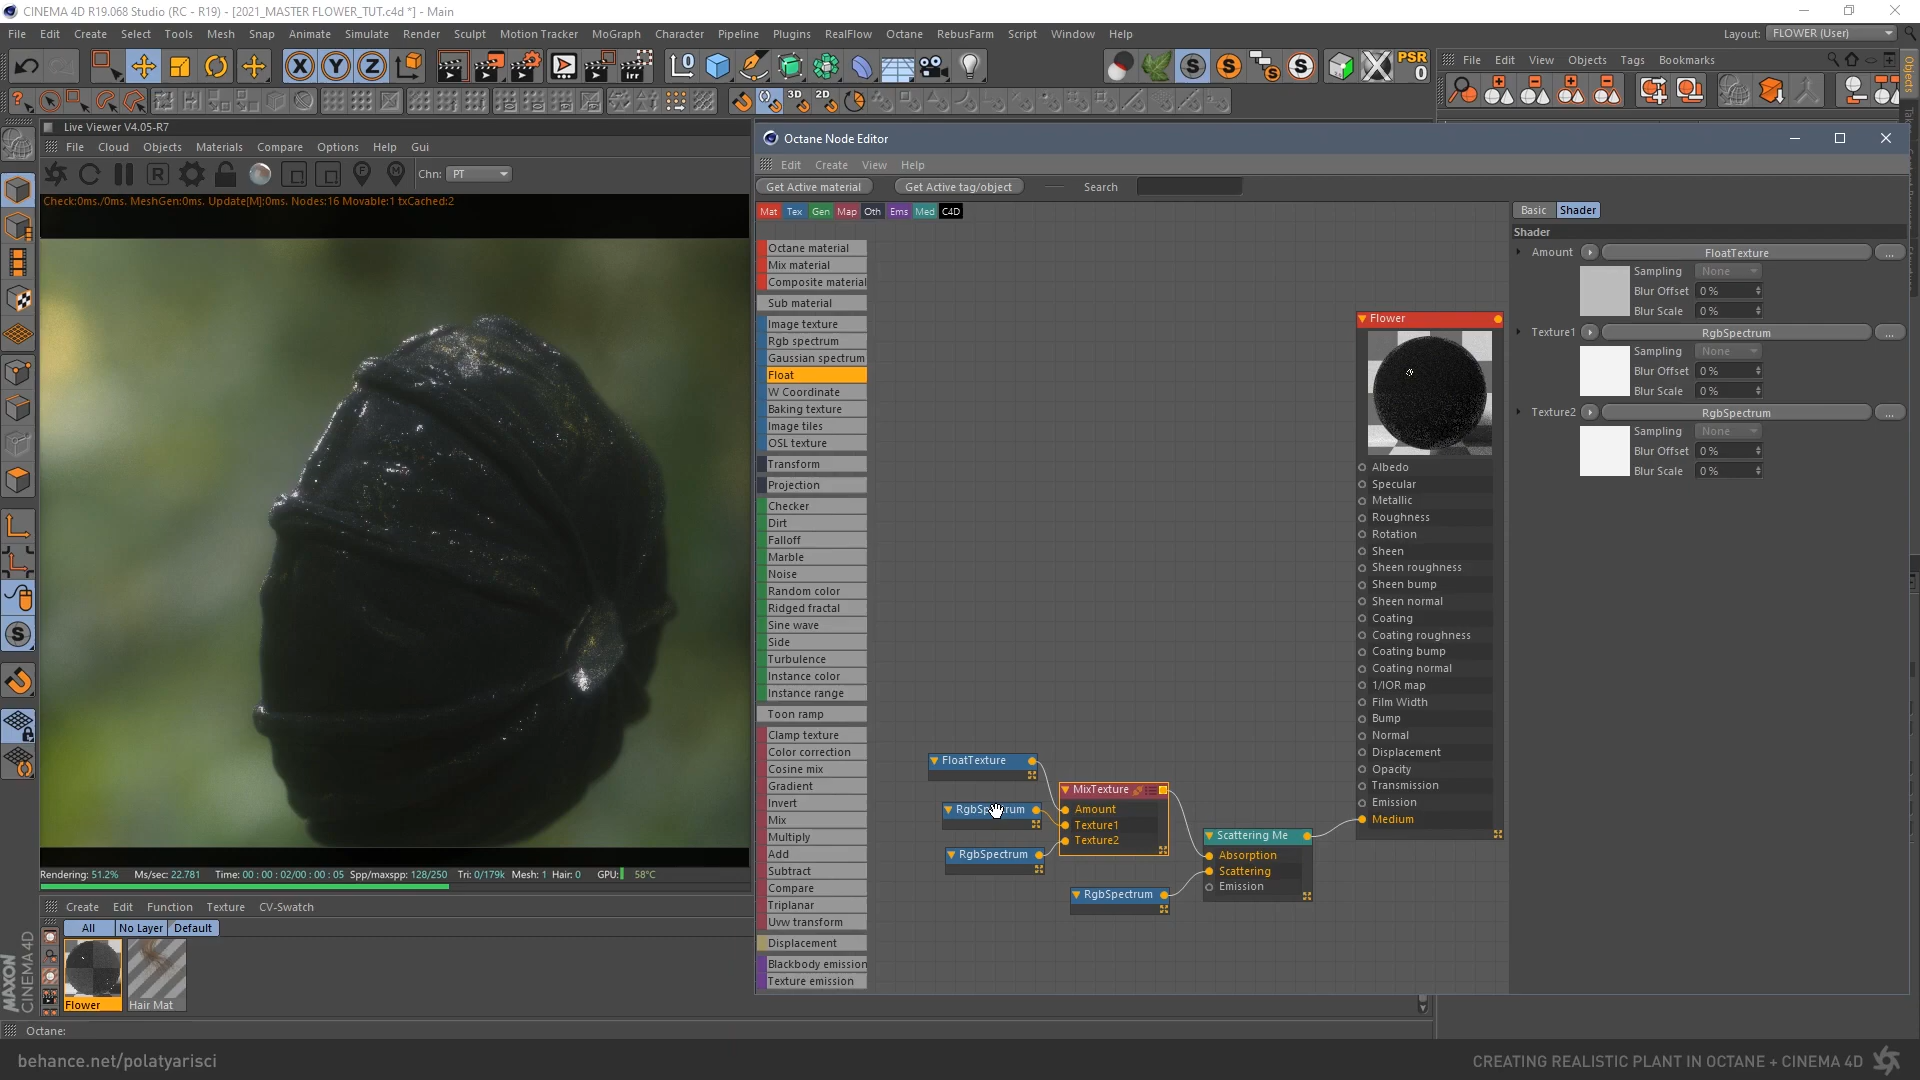 CINEMA 4D R19.068 Studio (RC - R19) - [2021_MASTER FLOWER_TUT.c4d *] - Main
File Edit Create Select Tools Mesh Snap Animate Simulate Render Sculpt Motion Tracker MoGraph Character Pipeline Plugins RealFlow Octane RebusFarm Script Window Help
Layout: FLOWER (User)
PSR
0
File Edit View Objects Tags Bookmarks
Objects
Live Viewer V4.05-R7
File Cloud Objects Materials Compare Options Help Gui
Chn: PT
Check:0ms./0ms. MeshGen:0ms. Update[M]:0ms. Nodes:16 Movable:1 txCached:2
Rendering: 51.2% Ms/sec: 22.781 Time: 00 : 00 : 02/00 : 00 : 05 Spp/maxspp: 128/250 Tri: 0/179k Mesh: 1 Hair: 0 GPU: 58°C
Create Edit Function Texture CV-Swatch
All No Layer Default
Flower Hair Mat
MAXON
CINEMA 4D
Octane:
Octane Node Editor
Edit Create View Help
Get Active material Get Active tag/object Search
Mat Tex Gen Map Oth Ems Med C4D
Octane material
Mix material
Composite material
Sub material
Image texture
Rgb spectrum
Gaussian spectrum
Float
W Coordinate
Baking texture
Image tiles
OSL texture
Transform
Projection
Checker
Dirt
Falloff
Marble
Noise
Random color
Ridged fractal
Sine wave
Side
Turbulence
Instance color
Instance range
Toon ramp
Clamp texture
Color correction
Cosine mix
Gradient
Invert
Mix
Multiply
Add
Subtract
Compare
Triplanar
Uvw transform
Displacement
Blackbody emission
Texture emission
FloatTexture
RgbSpectrum
RgbSpectrum
RgbSpectrum
MixTexture
Amount
Texture1
Texture2
Scattering Me
Absorption
Scattering
Emission
Flower
Albedo
Specular
Metallic
Roughness
Rotation
Sheen
Sheen roughness
Sheen bump
Sheen normal
Coating
Coating roughness
Coating bump
Coating normal
1/IOR map
Film Width
Bump
Normal
Displacement
Opacity
Transmission
Emission
Medium
Basic Shader
Shader
Amount FloatTexture ...
Sampling None
Blur Offset 0 %
Blur Scale 0 %
Texture1 RgbSpectrum ...
Sampling None
Blur Offset 0 %
Blur Scale 0 %
Texture2 RgbSpectrum ...
Sampling None
Blur Offset 0 %
Blur Scale 0 %
behance.net/polatyarisci
CREATING REALISTIC PLANT IN OCTANE + CINEMA 4D